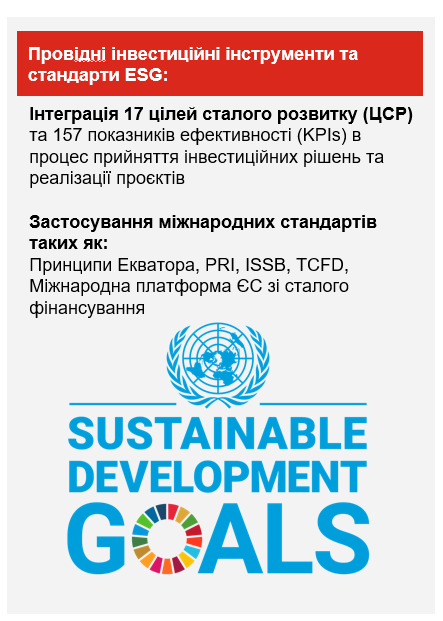 Провідні інвестиційні інструменти та
стандарти ESG:
Інтеграція 17 цілей сталого розвитку (ЦСР)
та 157 показників ефективності (KPIs) в
процес прийняття інвестиційних рішень та
реалізації проєктів
Застосування міжнародних стандартів
таких як:
Принципи Екватора, PRI, ISSB, TCFD,
Міжнародна платформа ЄС зі сталого
фінансування
SUSTAINABLE
DEVELOPMENT
GOALS